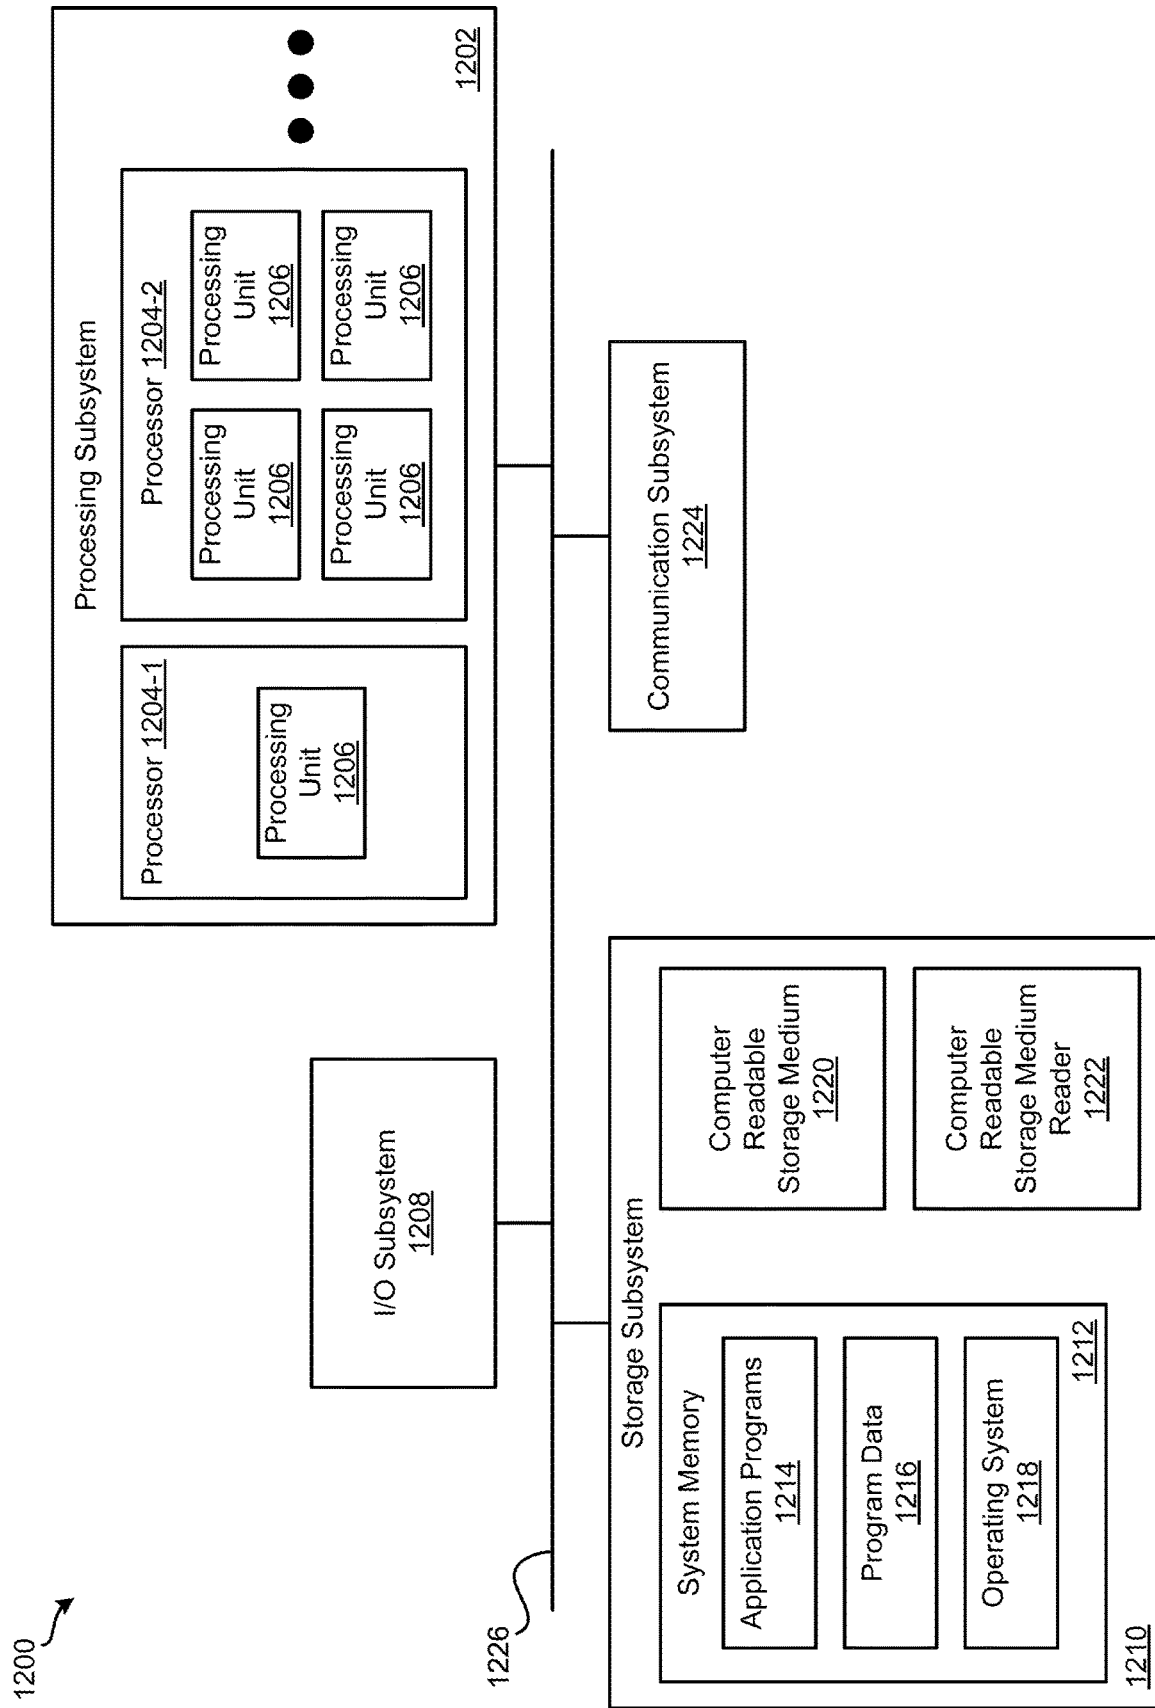 1200
Processing Subsystem
Processor 1204-1
Processing
Unit
1206
Processor 1204-2
Processing
Unit
1206
Processing
Unit
1206
Processing
Unit
1206
Processing
Unit
1206
1202
I/O Subsystem
1208
1226
Storage Subsystem
System Memory
Application Programs
1214
Program Data
1216
Operating System
1218
1212
Computer
Readable
Storage Medium
1220
Computer
Readable
Storage Medium
Reader
1222
1210
Communication Subsystem
1224